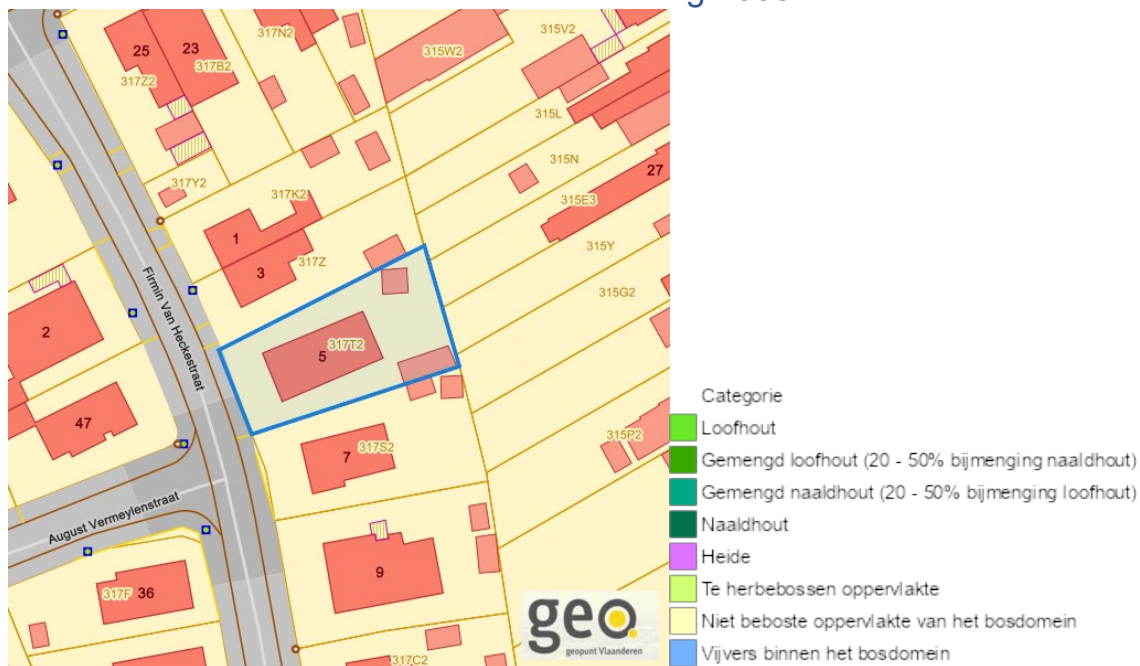 25
23
317N2
317B2
317Z2
315W2
315V2
315L
315N
27
315E3
317Y2
317K2
1
317Z
3
315Y
315G2
Firmin Van Heckestraat
2
5
317T2
47
7
317S2
315P2
August Vermeylenstraat
9
317F
36
317C2
geo.
geopunt Vlaanderen
Categorie
Loofhout
Gemengd loofhout (20 - 50% bijmenging naaldhout)
Gemengd naaldhout (20 - 50% bijmenging loofhout)
Naaldhout
Heide
Te herbebossen oppervlakte
Niet beboste oppervlakte van het bosdomein
Vijvers binnen het bosdomein